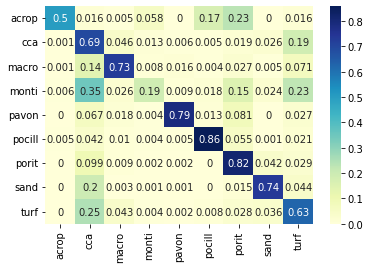 acrop 0.5 0.016 0.005 0.058 0 0.17 0.23 0 0.016
cca 0.001 0.69 0.046 0.013 0.006 0.005 0.019 0.026 0.19
macro 0.001 0.14 0.73 0.008 0.016 0.004 0.027 0.005 0.071
monti 0.006 0.35 0.026 0.19 0.009 0.018 0.15 0.024 0.23
pavon 0 0.067 0.018 0.004 0.79 0.013 0.081 0 0.027
pocill 0.005 0.042 0.01 0.004 0.005 0.86 0.055 0.001 0.021
porit 0 0.099 0.009 0.002 0.002 0 0.82 0.042 0.029
sand 0 0.2 0.003 0.001 0.001 0 0.015 0.74 0.044
turf 0 0.25 0.043 0.004 0.002 0.008 0.028 0.036 0.63
acrop cca macro monti pavon pocill porit sand turf
0.8
0.7
0.6
0.5
0.4
0.3
0.2
0.1
0.0